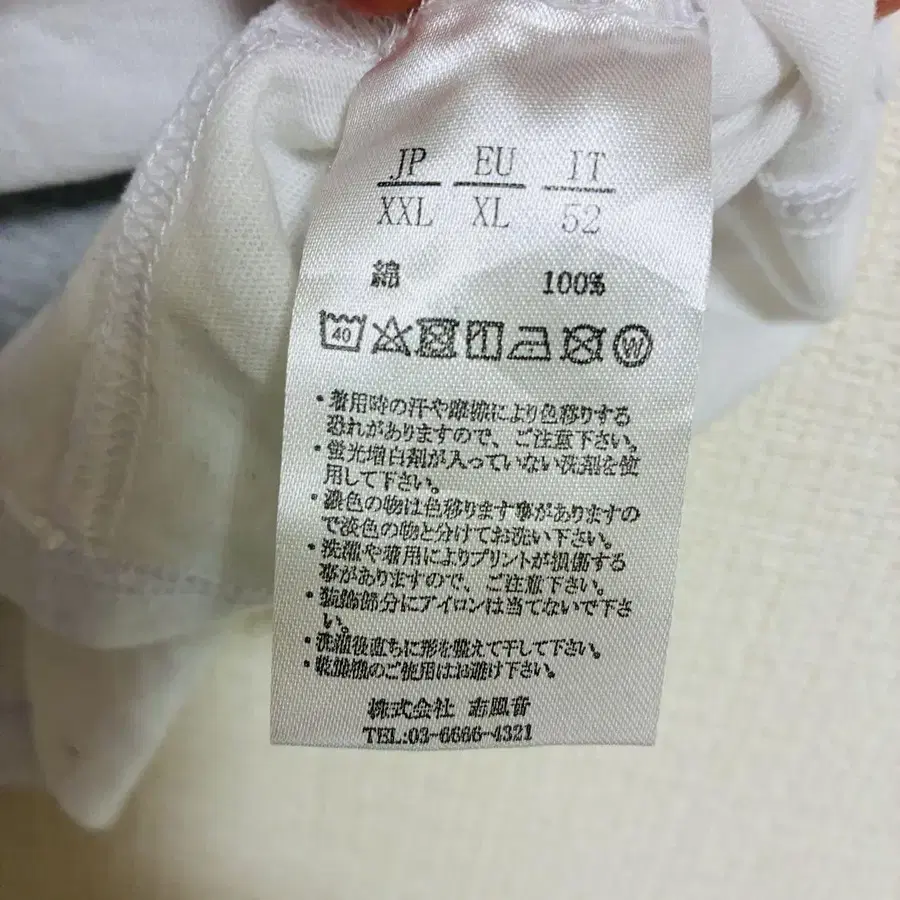 JP EU IT
XXL XL 52
綿 100%
40 W
・着用時の汗や摩擦により色移りする
恐れがありますので、ご注意下さい。
・蛍光増白剤が入っていない洗剤を使
用して下さい。
・濃色の物は色移ります事がありますの
で淡色の物と分けてお洗い下さい。
・洗濯や着用によりプリントが損傷する
事がありますので、ご注意下さい。
・装飾部分にアイロンは当てないで下さ
い。
・洗濯後直ちに形を整えて干して下さい。
・乾燥機のご使用はお避け下さい。
株式会社
TEL:03-6666-4321